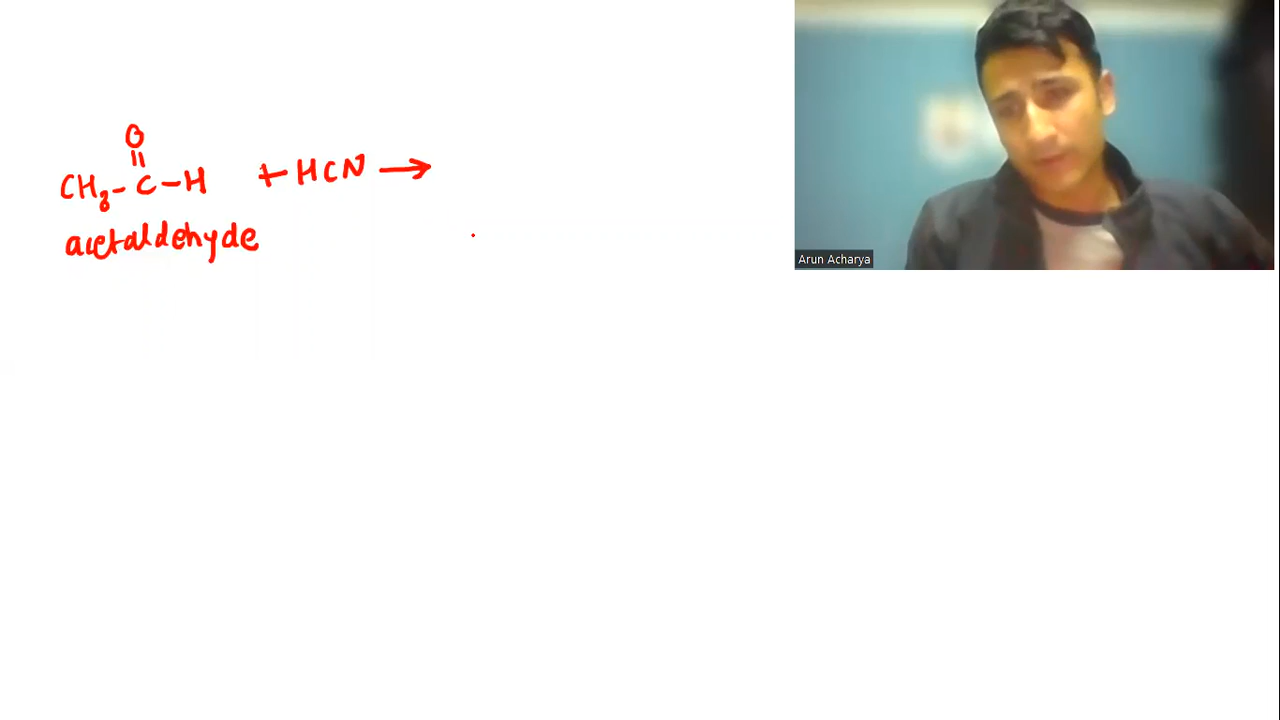 O
||
CH3 - C - H + HCN →
acetaldehyde
Arun Acharya